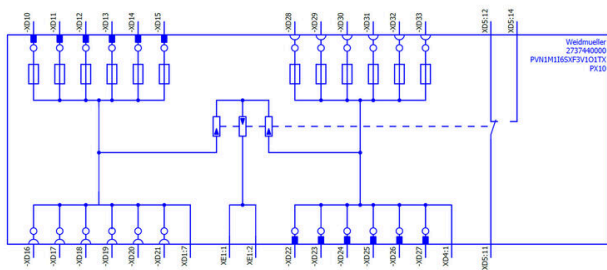 -XD10
-XD11
-XD12
-XD13
-XD14
-XD15
-XD28
-XD29
-XD30
-XD31
-XD32
-XD33
XD5:12
XD5:14
Weidmueller
2737440000
PVN1M1I6SXF3V1O1TX
PX10
-XD16
-XD17
-XD18
-XD19
-XD20
-XD21
XD1:7
XE1:1
XE1:2
-XD22
-XD23
-XD24
-XD25
-XD26
-XD27
XD4:1
XD5:11